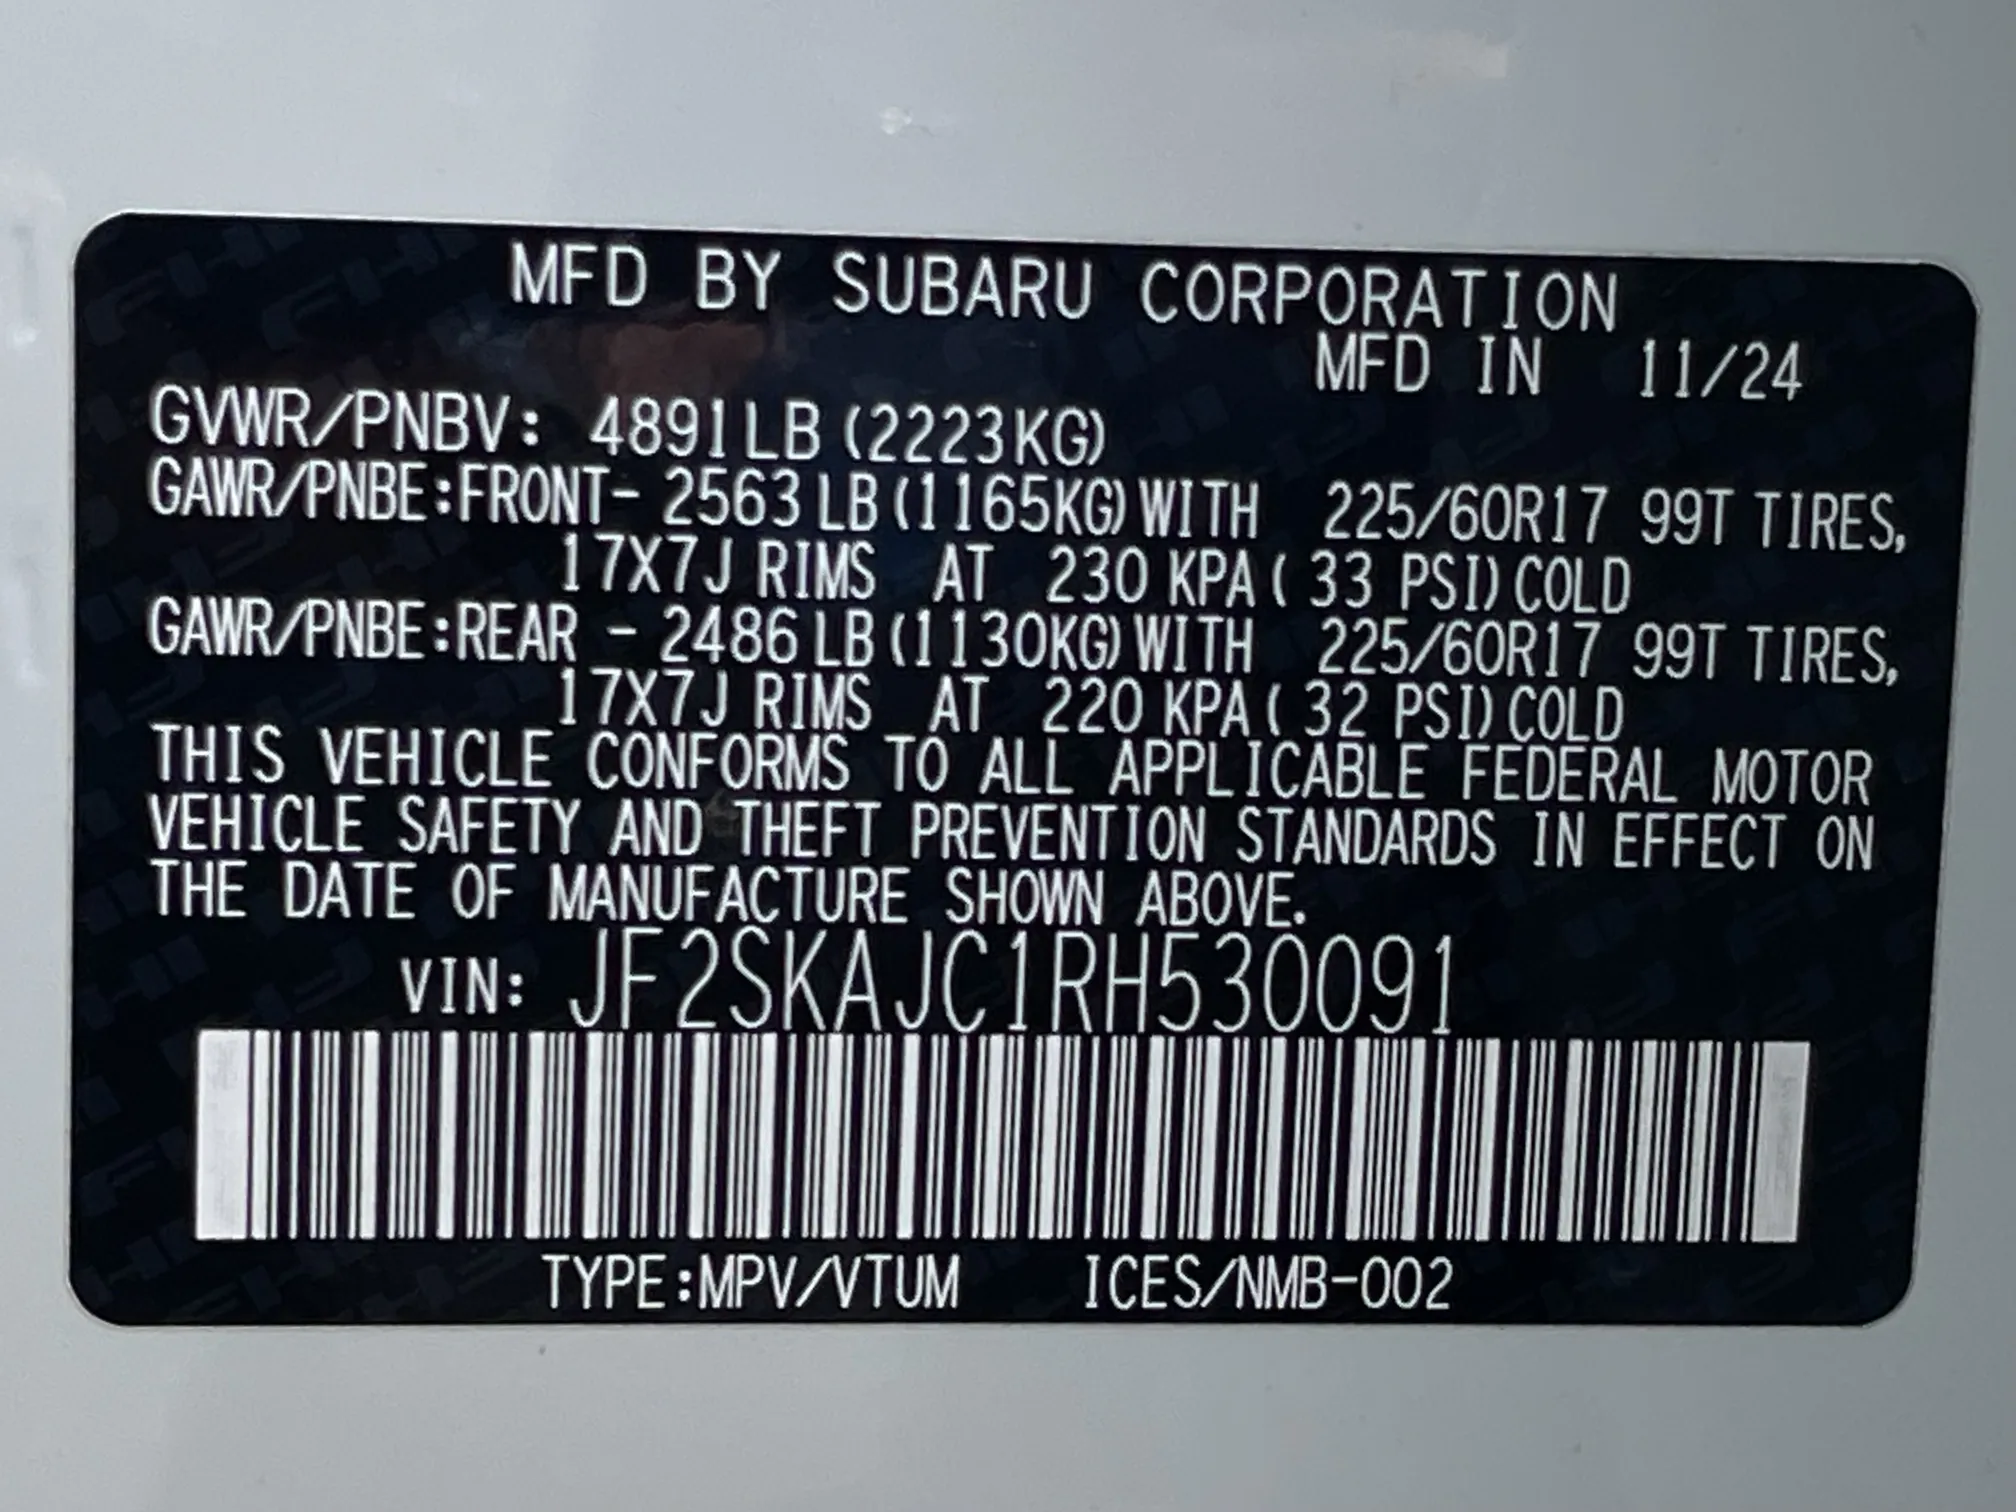 MFD BY SUBARU CORPORATION
MFD IN 11/24
GVWR/PNBV: 4891LB (2223KG)
GAWR/PNBE:FRONT- 2563 LB (1165KG) WITH 225/60R17 99T TIRES,
17X7J RIMS AT 230 KPA ( 33 PSI) COLD
GAWR/PNBE:REAR - 2486 LB (1130KG) WITH 225/60R17 99T TIRES,
17X7J RIMS AT 220 KPA ( 32 PSI) COLD
THIS VEHICLE CONFORMS TO ALL APPLICABLE FEDERAL MOTOR
VEHICLE SAFETY AND THEFT PREVENTION STANDARDS IN EFFECT ON
THE DATE OF MANUFACTURE SHOWN ABOVE.
VIN: JF2SKAJC1RH530091
TYPE:MPV/VTUM ICES/NMB-002